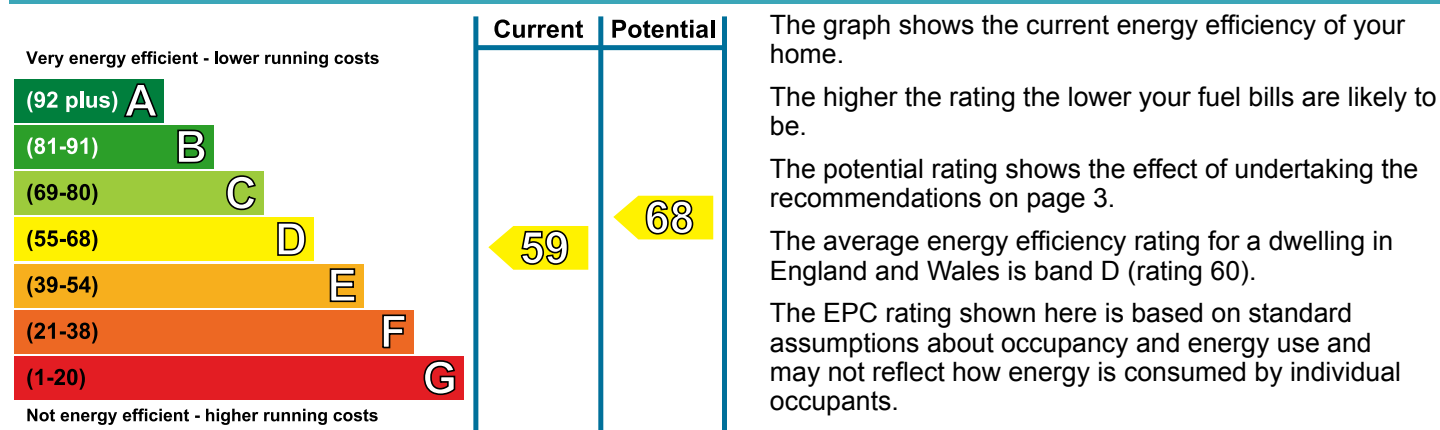 Current Potential
Very energy efficient - lower running costs
(92 plus) A
(81-91) B
(69-80) C
(55-68) D
(39-54) E
(21-38) F
(1-20) G
Not energy efficient - higher running costs
59
68
The graph shows the current energy efficiency of your
home.
The higher the rating the lower your fuel bills are likely to
be.
The potential rating shows the effect of undertaking the
recommendations on page 3.
The average energy efficiency rating for a dwelling in
England and Wales is band D (rating 60).
The EPC rating shown here is based on standard
assumptions about occupancy and energy use and
may not reflect how energy is consumed by individual
occupants.